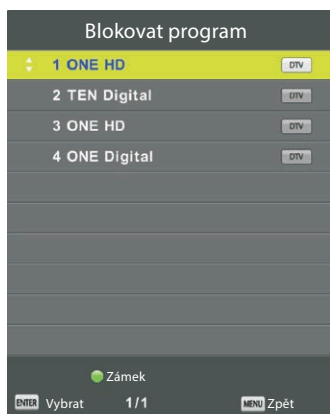 Blokovat program
1 ONE HD DTV
2 TEN Digital DTV
3 ONE HD DTV
4 ONE Digital DTV
Zámek
ENTER Vybrat 1/1 MENU Zpět